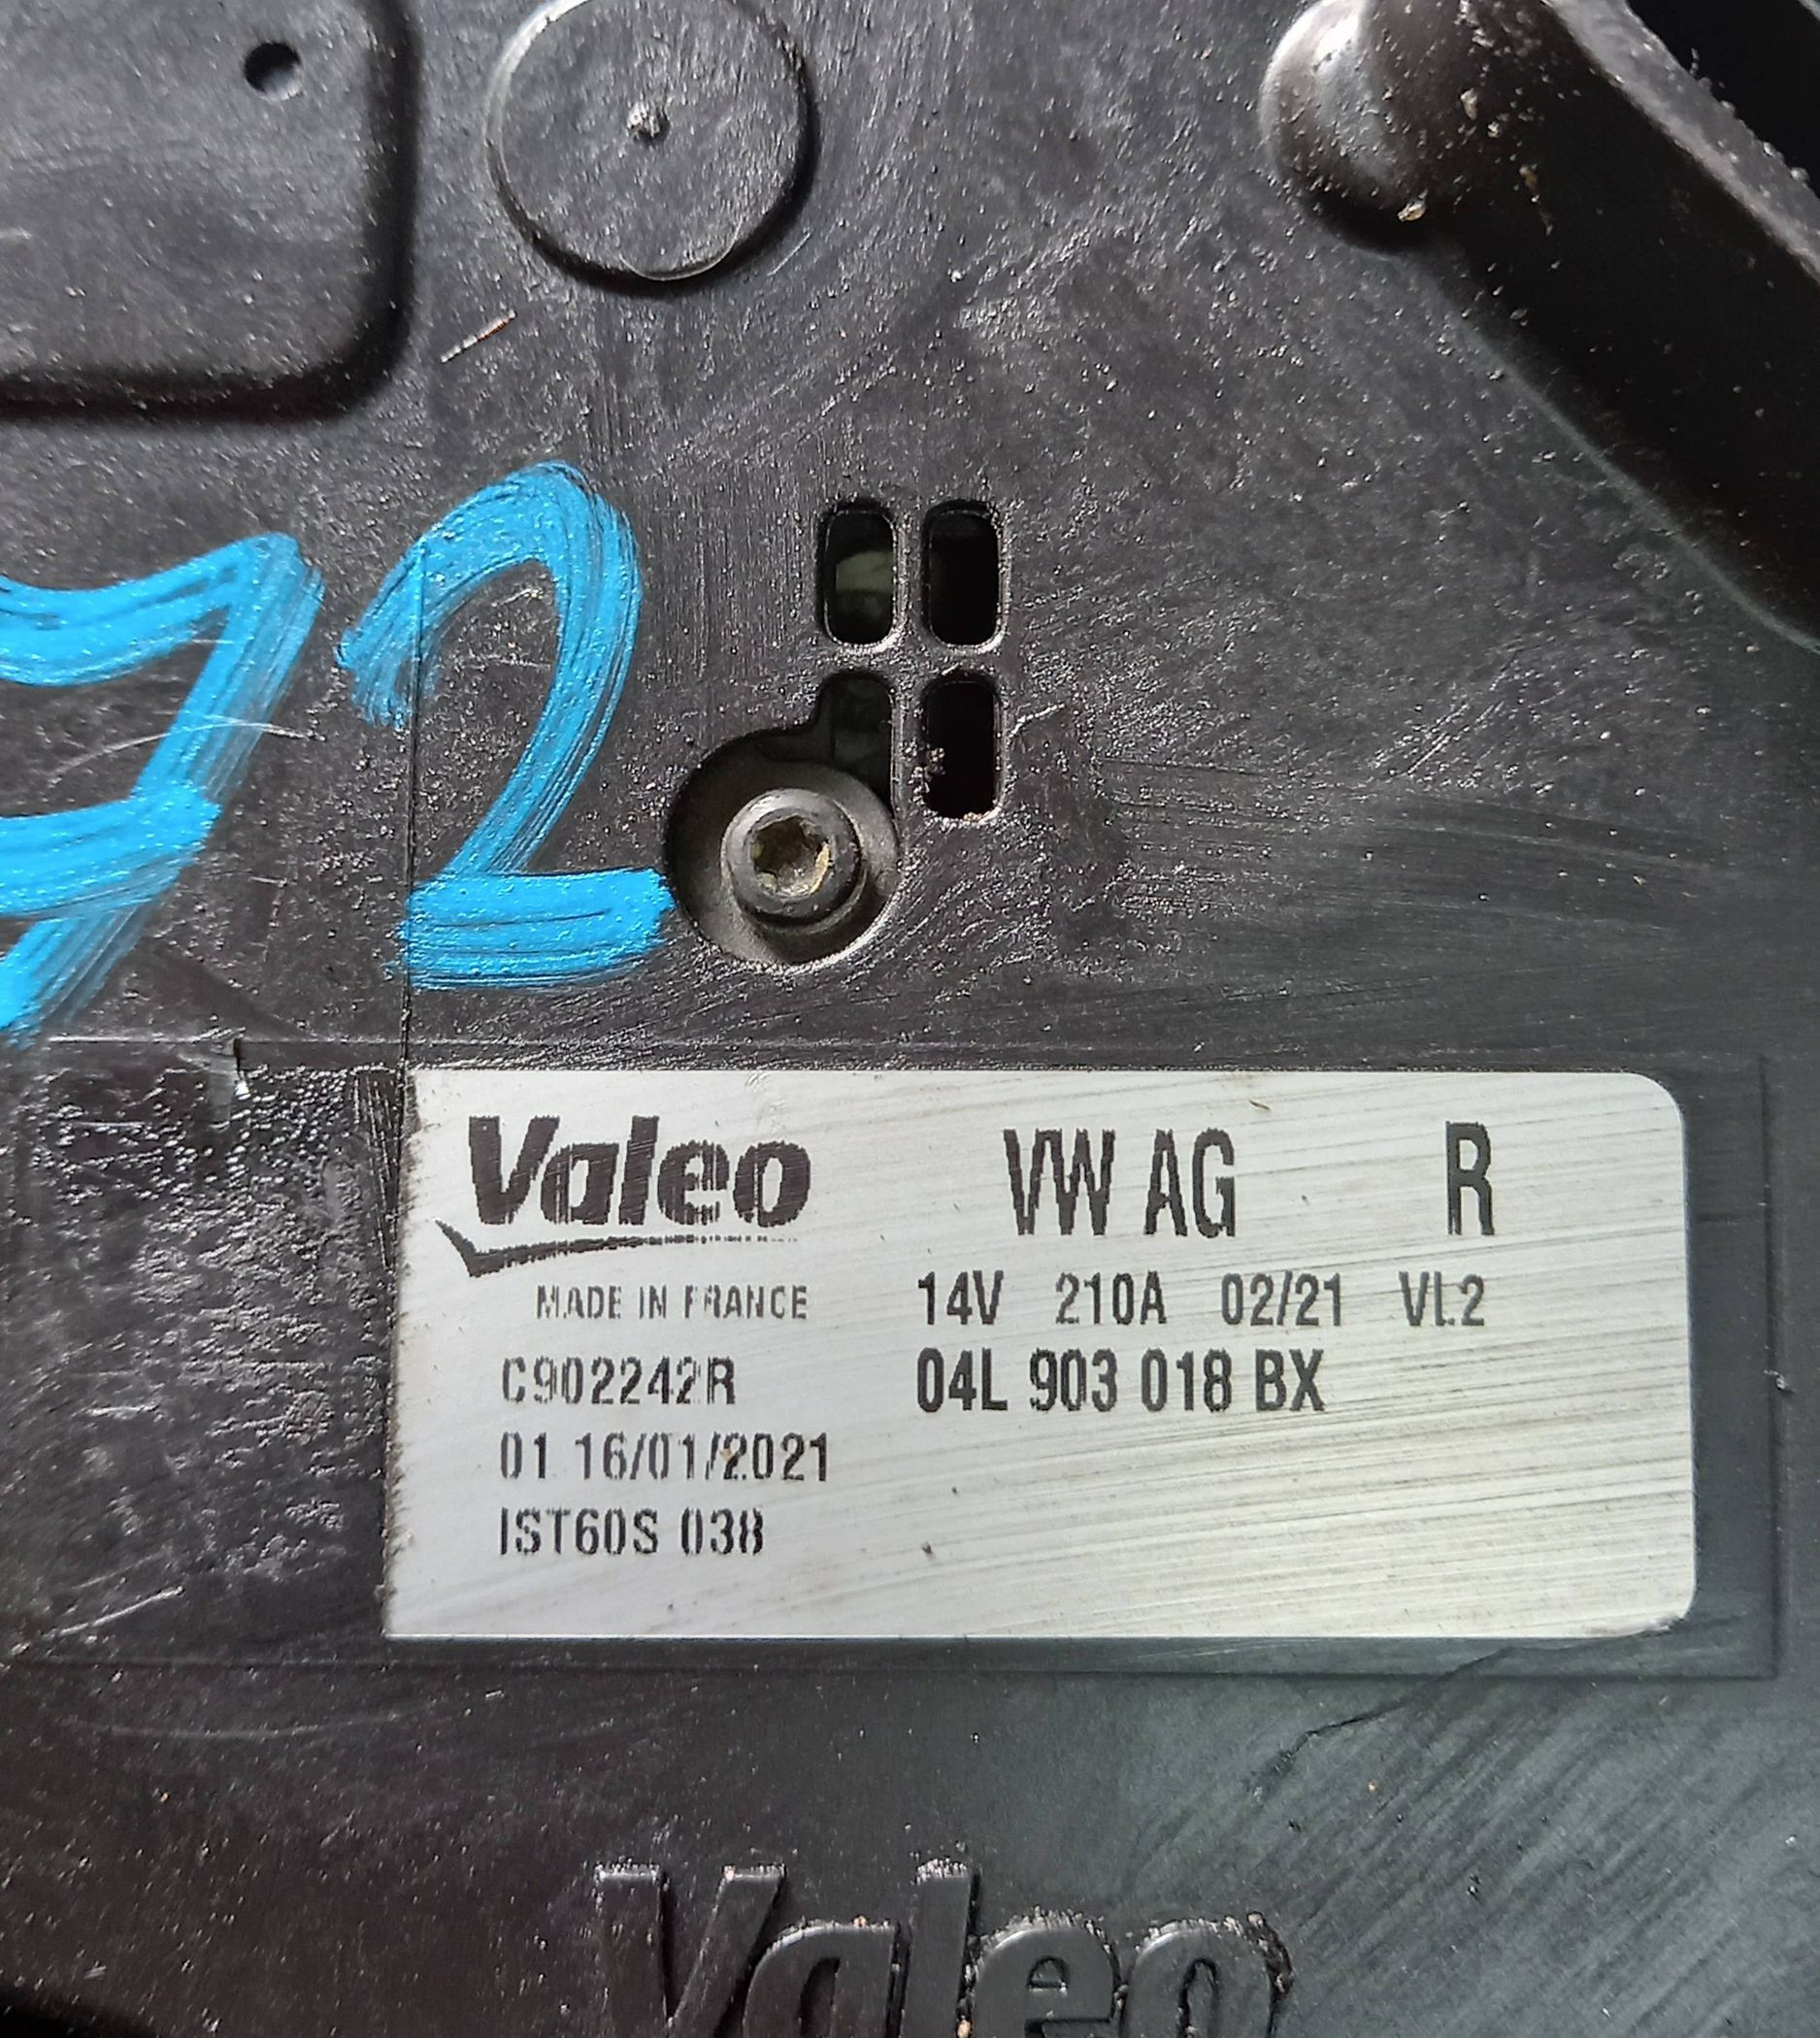 72
Valeo VW AG R
MADE IN FRANCE 14V 210A 02/21 VL2
C902242R 04L 903 018 BX
01 16/01/2021
IST60S 038
Valeo